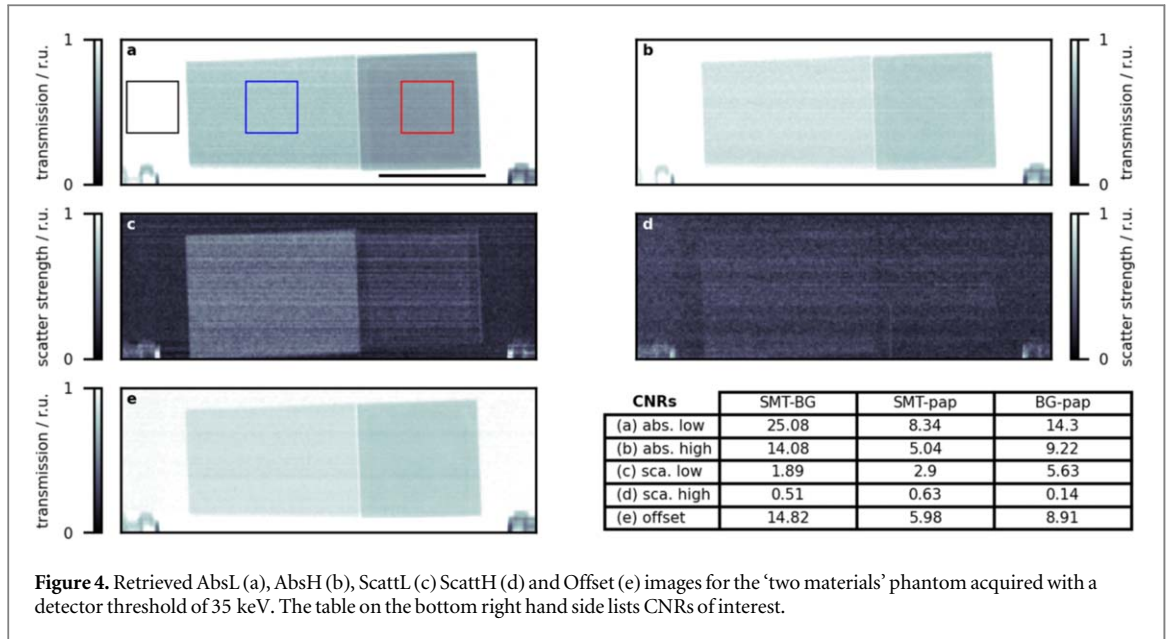 1
transmission / r.u.
0
a
b
1
transmission / r.u.
0
1
scatter strength / r.u.
0
c
d
1
scatter strength / r.u.
0
1
transmission / r.u.
0
e
CNRs SMT-BG SMT-pap BG-pap
(a) abs. low 25.08 8.34 14.3
(b) abs. high 14.08 5.04 9.22
(c) sca. low 1.89 2.9 5.63
(d) sca. high 0.51 0.63 0.14
(e) offset 14.82 5.98 8.91
Figure 4. Retrieved AbsL (a), AbsH (b), ScattL (c) ScattH (d) and Offset (e) images for the ‘two materials’ phantom acquired with a
detector threshold of 35 keV. The table on the bottom right hand side lists CNRs of interest.